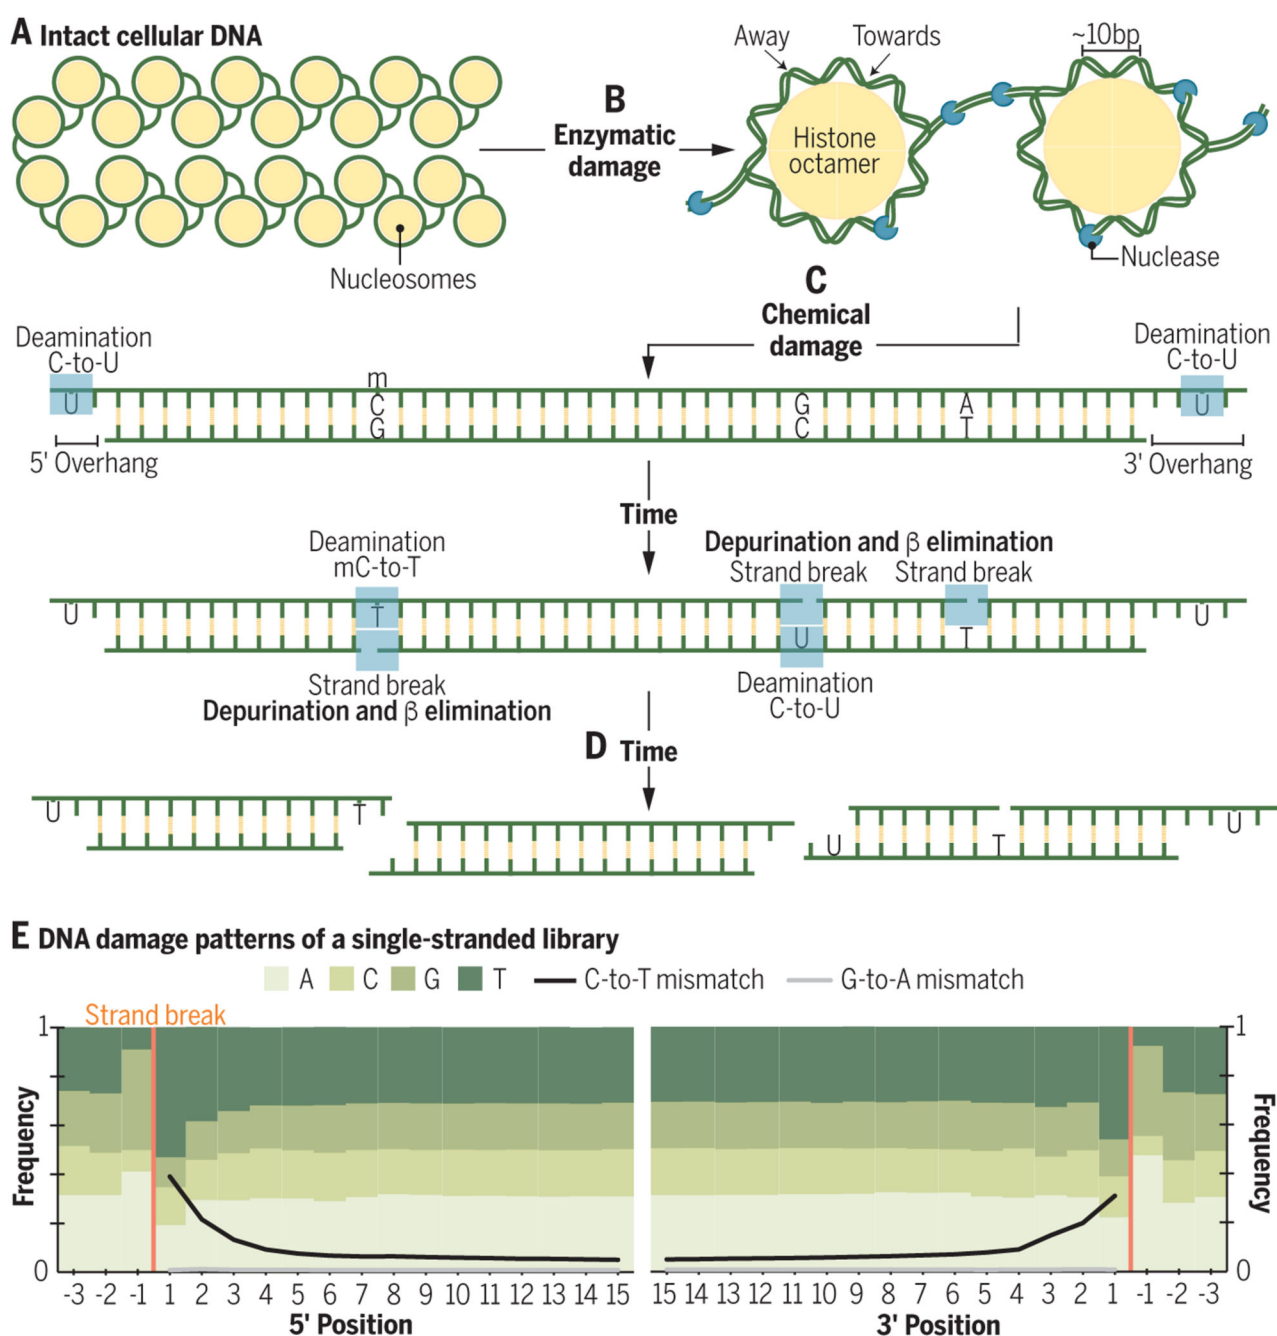 A Intact cellular DNA
Nucleosomes
B
Enzymatic
damage
Away
Towards
~10bp
Histone
octamer
Nuclease
C
Chemical
damage
Deamination
C-to-U
Deamination
C-to-U
U
m
C
G
G
C
A
T
U
5' Overhang
3' Overhang
Time
Deamination
mC-to-T
Depurination and β elimination
Strand break
Strand break
U
T
U
T
U
Strand break
Depurination and β elimination
Deamination
C-to-U
D Time
U
T
U
T
U
E DNA damage patterns of a single-stranded library
A C G T C-to-T mismatch G-to-A mismatch
Strand break
1
0
Frequency
-3 -2 -1 1 2 3 4 5 6 7 8 9 10 11 12 13 14 15
5' Position
15 14 13 12 11 10 9 8 7 6 5 4 3 2 1 -1 -2 -3
3' Position
1
0
Frequency